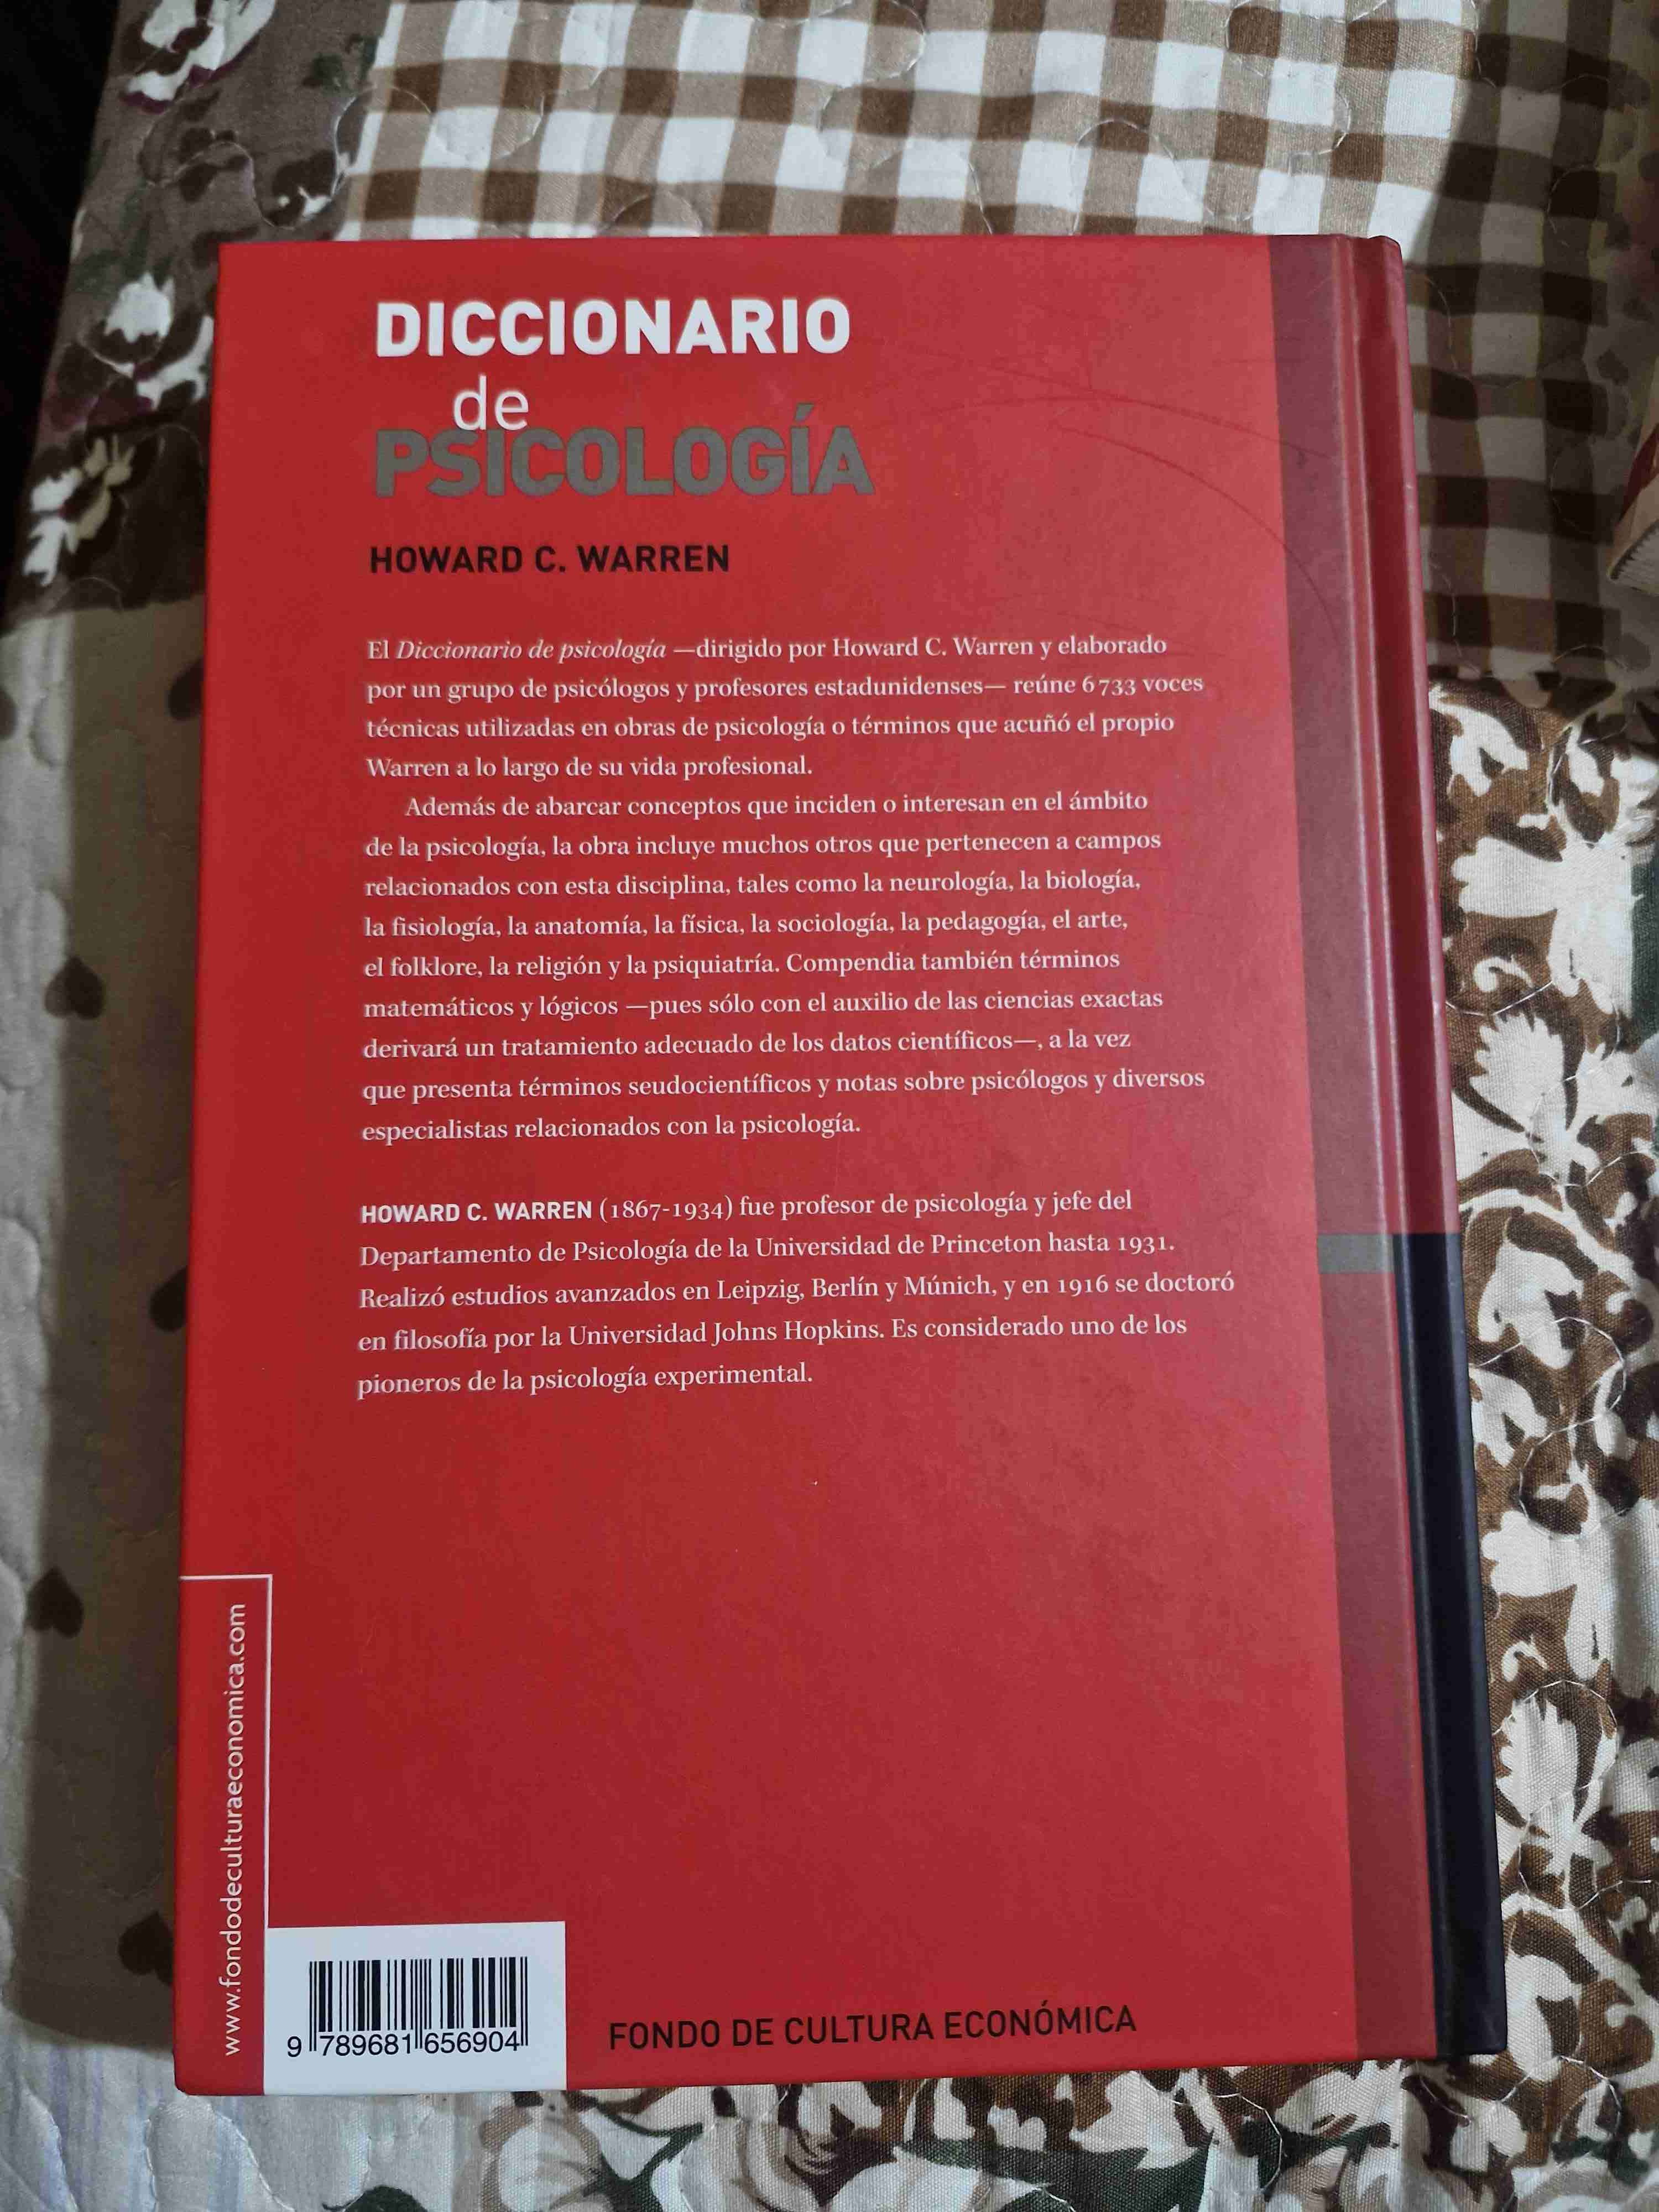 DICCIONARIO
de
PSICOLOGÍA
HOWARD C. WARREN
El Diccionario de psicología —dirigido por Howard C. Warren y elaborado
por un grupo de psicólogos y profesores estadunidenses— reúne 6 733 voces
técnicas utilizadas en obras de psicología o términos que acuñó el propio
Warren a lo largo de su vida profesional.
Además de abarcar conceptos que inciden o interesan en el ámbito
de la psicología, la obra incluye muchos otros que pertenecen a campos
relacionados con esta disciplina, tales como la neurología, la biología,
la fisiología, la anatomía, la física, la sociología, la pedagogía, el arte,
el folklore, la religión y la psiquiatría. Compendia también términos
matemáticos y lógicos —pues sólo con el auxilio de las ciencias exactas
derivará un tratamiento adecuado de los datos científicos—, a la vez
que presenta términos seudocientíficos y notas sobre psicólogos y diversos
especialistas relacionados con la psicología.
HOWARD C. WARREN (1867-1934) fue profesor de psicología y jefe del
Departamento de Psicología de la Universidad de Princeton hasta 1931.
Realizó estudios avanzados en Leipzig, Berlín y Múnich, y en 1916 se doctoró
en filosofía por la Universidad Johns Hopkins. Es considerado uno de los
pioneros de la psicología experimental.
www.fondodeculturaeconomica.com
9 789681 656904
FONDO DE CULTURA ECONÓMICA